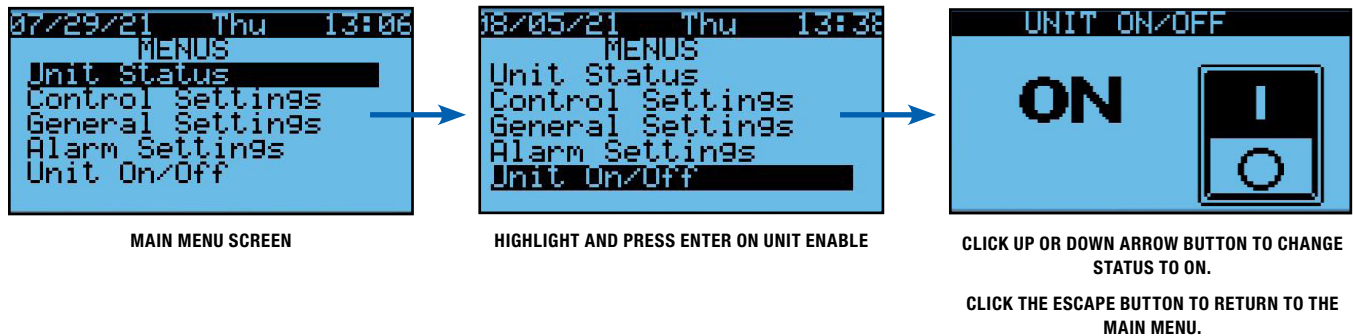 07/29/21 Thu 13:06
MENUS
Unit Status
Control Settings
General Settings
Alarm Settings
Unit On/Off
MAIN MENU SCREEN
08/05/21 Thu 13:38
MENUS
Unit Status
Control Settings
General Settings
Alarm Settings
Unit On/Off
HIGHLIGHT AND PRESS ENTER ON UNIT ENABLE
UNIT ON/OFF
ON
CLICK UP OR DOWN ARROW BUTTON TO CHANGE
STATUS TO ON.
CLICK THE ESCAPE BUTTON TO RETURN TO THE
MAIN MENU.